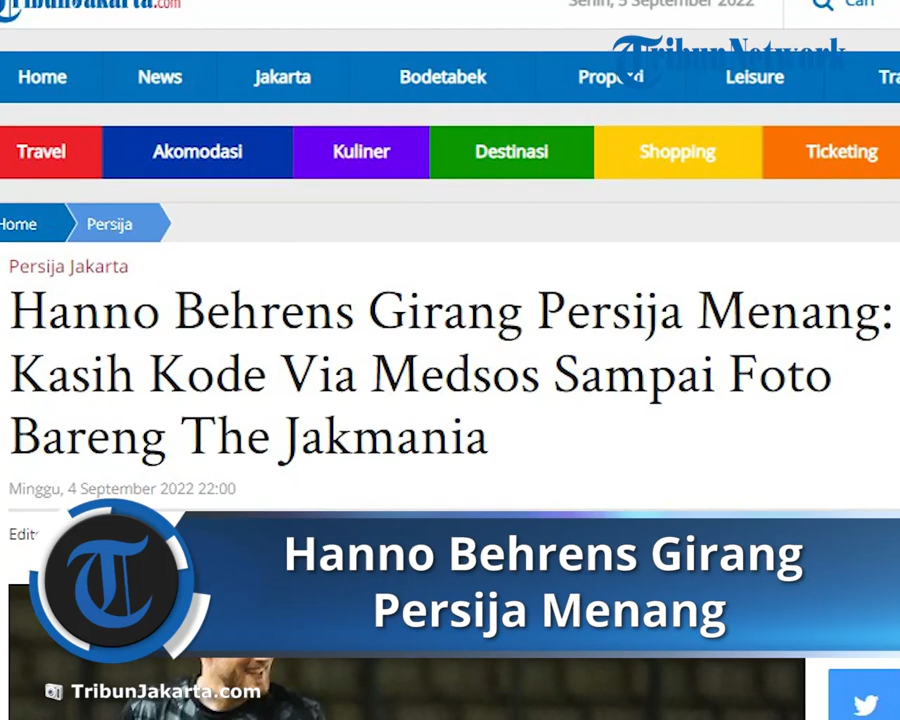 TribunJakarta.com
Senin, 5 September 2022
Cari
TribunNetwork
Home News Jakarta Bodetabek Leisure
Travel Akomodasi Kuliner Destinasi Shopping Ticketing
Home Persija
Persija Jakarta
Hanno Behrens Girang Persija Menang:
Kasih Kode Via Medsos Sampai Foto
Bareng The Jakmania
Minggu, 4 September 2022 22:00
Hanno Behrens Girang
Persija Menang
TribunJakarta.com